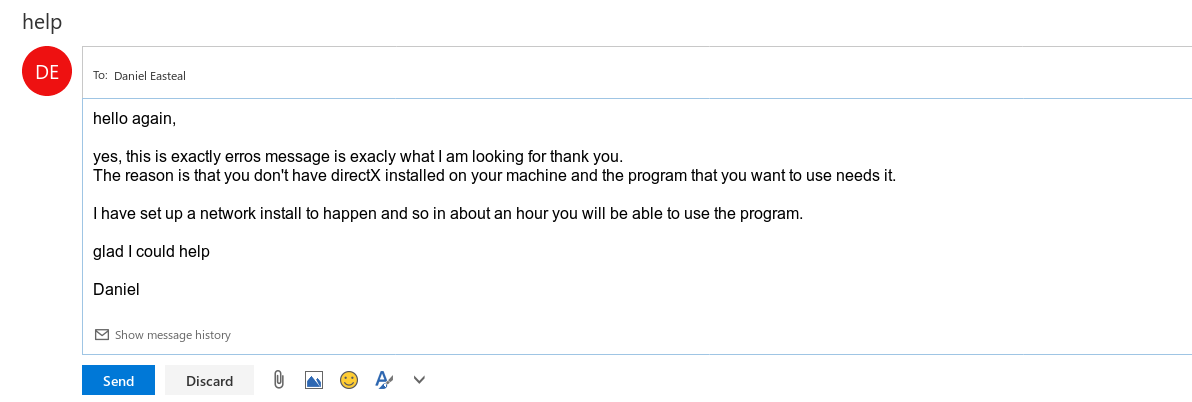 help
DE
To: Daniel Easteal
hello again,
yes, this is exactly erros message is exacly what I am looking for thank you.
The reason is that you don't have directX installed on your machine and the program that you want to use needs it.
I have set up a network install to happen and so in about an hour you will be able to use the program.
glad I could help
Daniel
Show message history
Send Discard